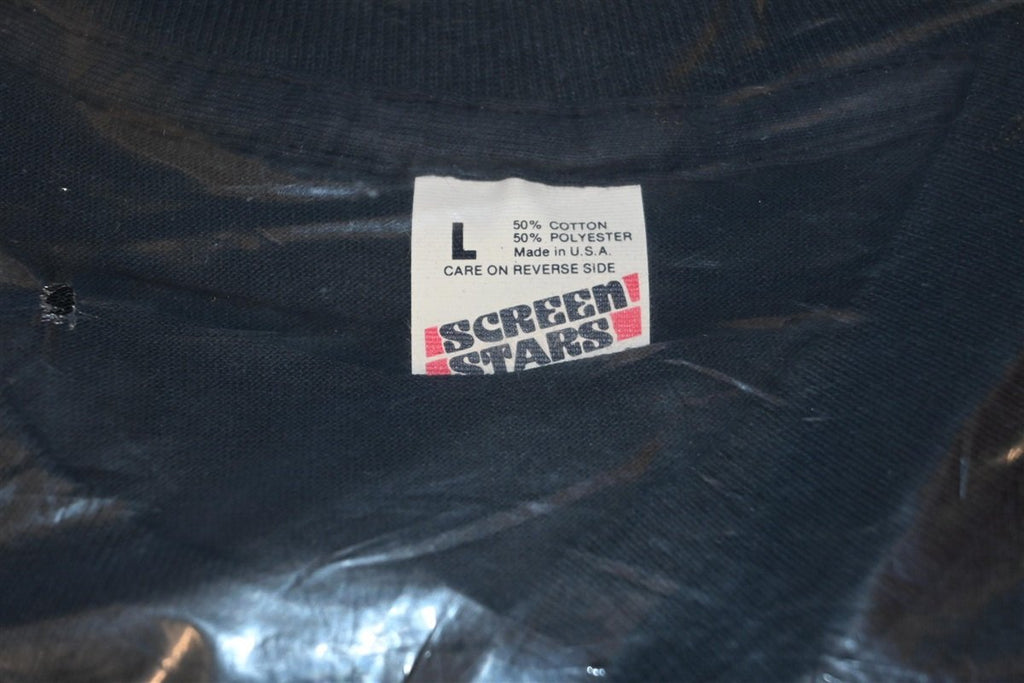 L
50% COTTON
50% POLYESTER
Made in U.S.A.
CARE ON REVERSE SIDE
SCREEN
STARS